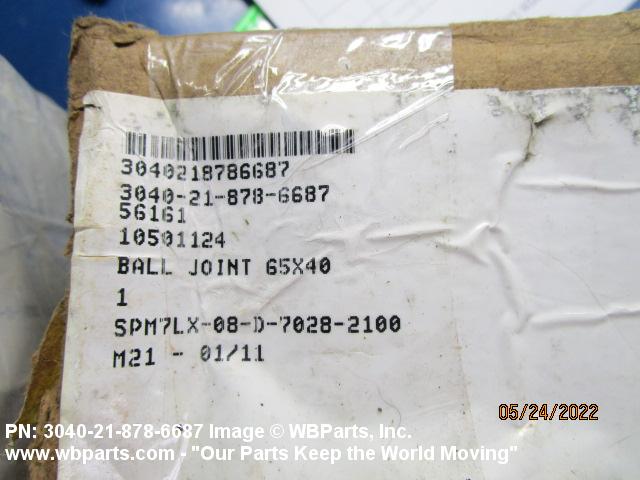 3040218786687
3040-21-878-6687
56161
10501124
BALL JOINT 65X40
1
SPM7LX-08-D-7028-2100
M21 - 01/11
05/24/2022
PN: 3040-21-878-6687 Image © WBParts, Inc.
www.wbparts.com - "Our Parts Keep the World Moving"